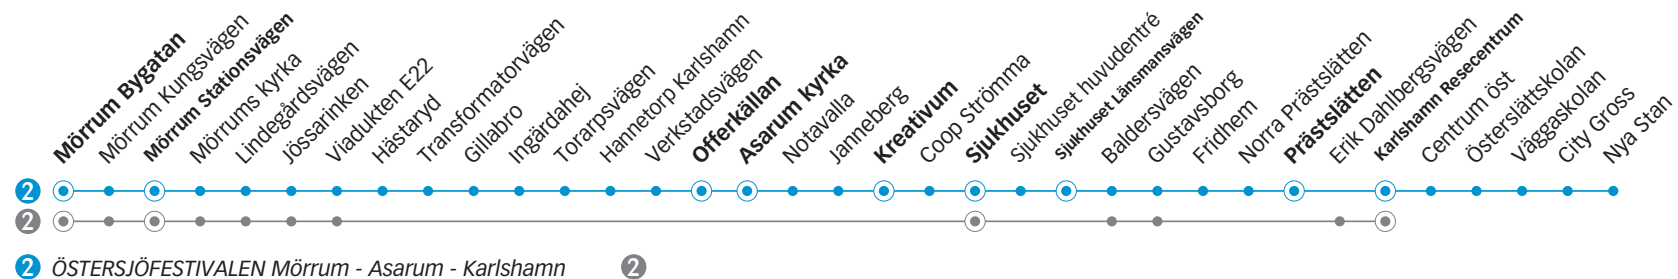 Mörrum Bygatan
Mörrum Kungsvägen
Mörrum Stationsvägen
Mörrums kyrka
Lindegårdsvägen
Jössarinken
Viadukten E22
Hästaryd
Transformatorvägen
Gillabro
Ingärdahej
Torarpsvägen
Hannetorp Karlshamn
Verkstadsvägen
Offerkällan
Asarum kyrka
Notavalla
Janneberg
Kreativum
Coop Strömma
Sjukhuset
Sjukhuset huvudentré
Sjukhuset Länsmansvägen
Baldersvägen
Gustavsborg
Fridhem
Norra Prästslätten
Prästslätten
Erik Dahlbergsvägen
Karlshamn Resecentrum
Centrum öst
Österslättskolan
Väggaskolan
City Gross
Nya Stan
2
2
2 ÖSTERSJÖFESTIVALEN Mörrum - Asarum - Karlshamn 2